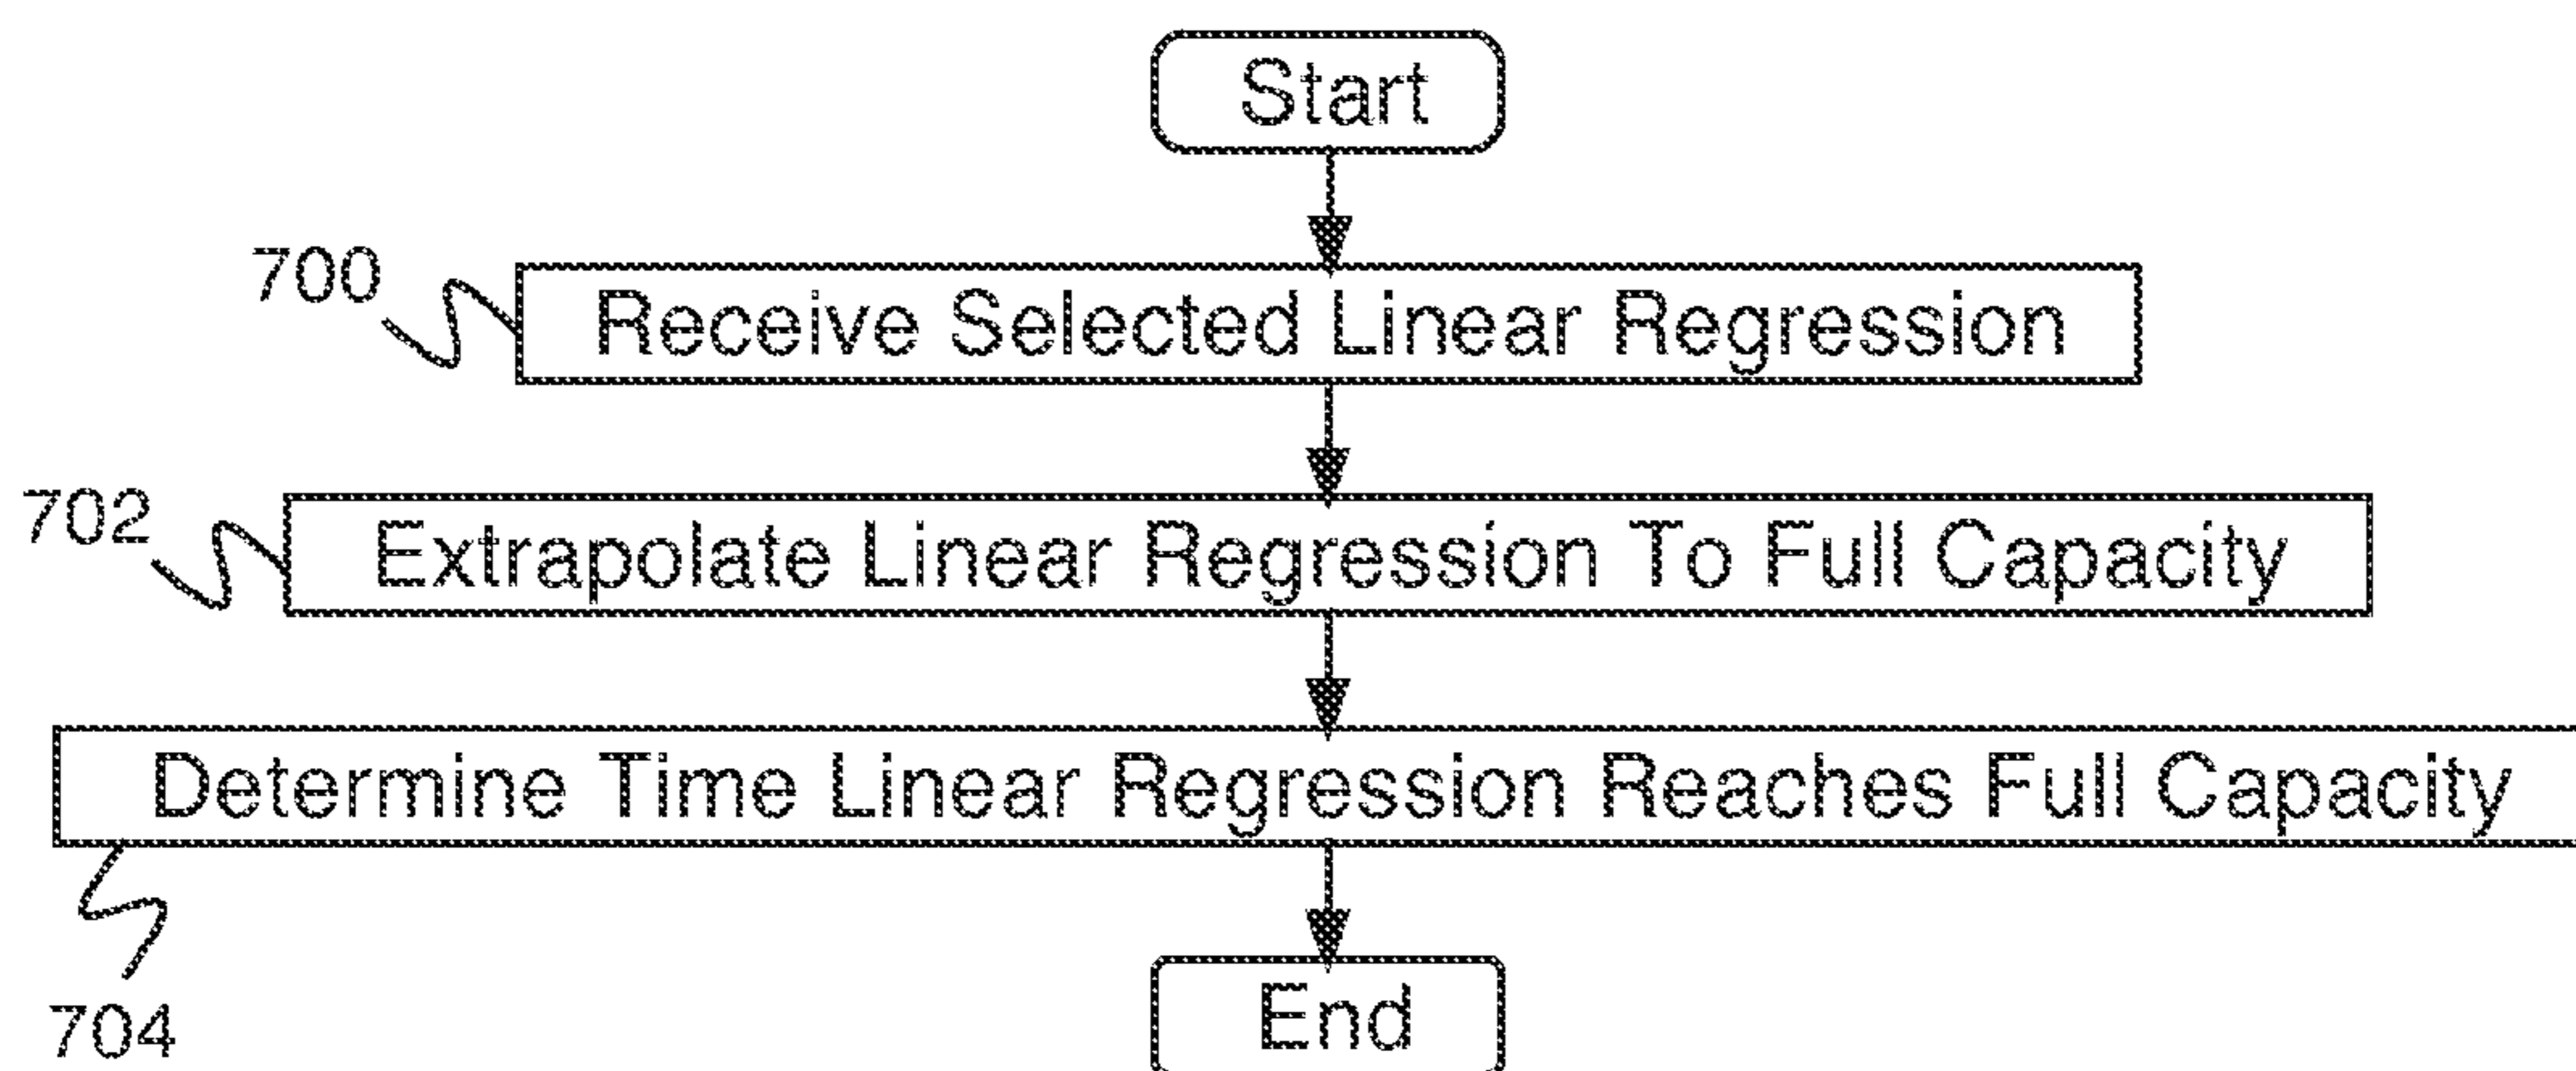 Start
700
Receive Selected Linear Regression
702
Extrapolate Linear Regression To Full Capacity
Determine Time Linear Regression Reaches Full Capacity
704
End